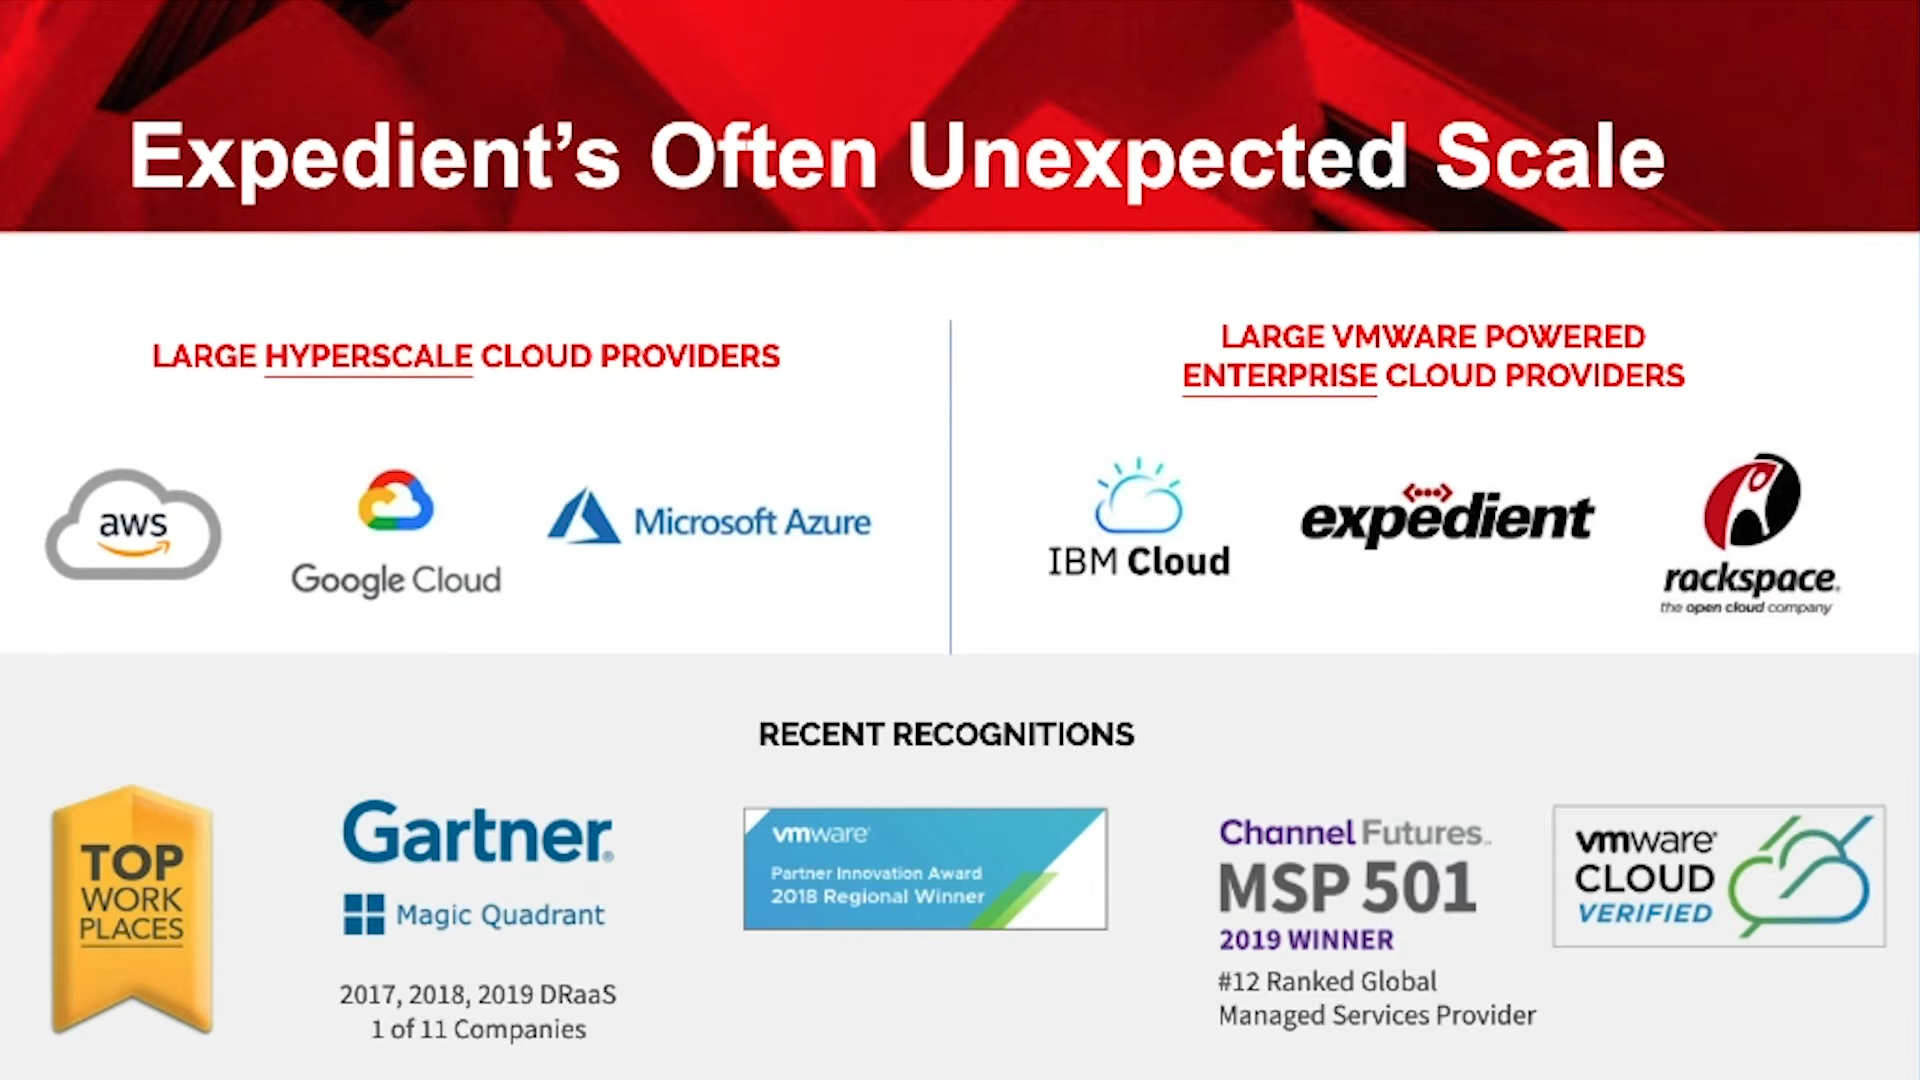 Expedient's Often Unexpected Scale
LARGE HYPERSCALE CLOUD PROVIDERS
aws
Google Cloud
Microsoft Azure
LARGE VMWARE POWERED
ENTERPRISE CLOUD PROVIDERS
IBM Cloud
expedient
rackspace®
the open cloud company
RECENT RECOGNITIONS
TOP
WORK
PLACES
Gartner®
Magic Quadrant
2017, 2018, 2019 DRaaS
1 of 11 Companies
vmware®
Partner Innovation Award
2018 Regional Winner
Channel Futures™
MSP 501
2019 WINNER
#12 Ranked Global
Managed Services Provider
vmware®
CLOUD
VERIFIED